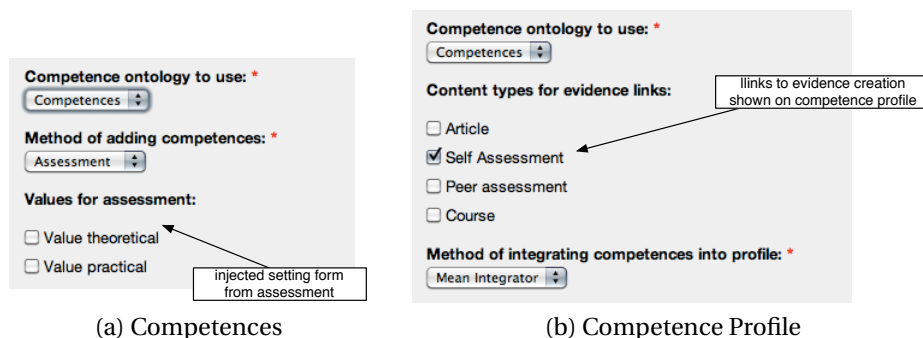 Competence ontology to use: *
Competences
Method of adding competences: *
Assessment
Values for assessment:
Value theoretical
Value practical
injected setting form
from assessment
(a) Competences
Competence ontology to use: *
Competences
Content types for evidence links:
llinks to evidence creation
shown on competence profile
Article
Self Assessment
Peer assessment
Course
Method of integrating competences into profile: *
Mean Integrator
(b) Competence Profile